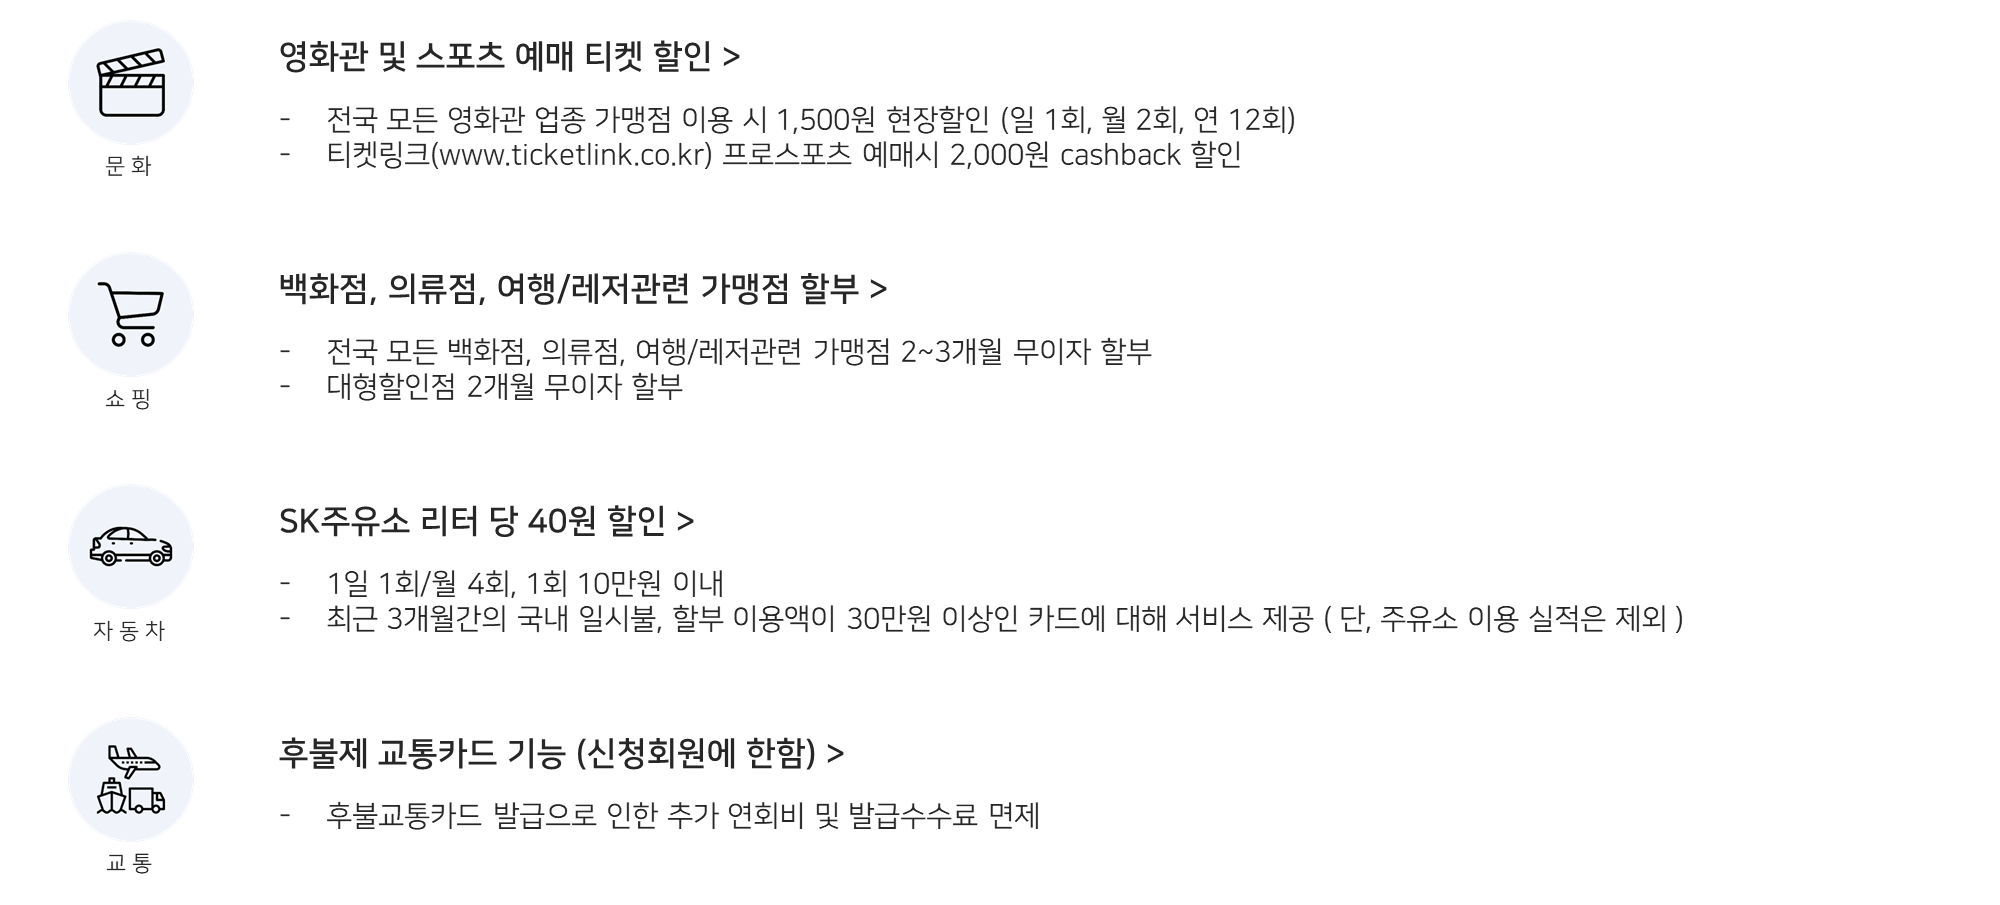 영화관 및 스포츠 예매 티켓 할인 >
- 전국 모든 영화관 업종 가맹점 이용 시 1,500원 현장할인 (일 1회, 월 2회, 연 12회)
- 티켓링크(www.ticketlink.co.kr) 프로스포츠 예매시 2,000원 cashback 할인
문 화
백화점, 의류점, 여행/레저관련 가맹점 할부 >
- 전국 모든 백화점, 의류점, 여행/레저관련 가맹점 2~3개월 무이자 할부
- 대형할인점 2개월 무이자 할부
쇼 핑
SK주유소 리터 당 40원 할인 >
- 1일 1회/월 4회, 1회 10만원 이내
- 최근 3개월간의 국내 일시불, 할부 이용액이 30만원 이상인 카드에 대해 서비스 제공 ( 단, 주유소 이용 실적은 제외 )
자 동 차
후불제 교통카드 기능 (신청회원에 한함) >
- 후불교통카드 발급으로 인한 추가 연회비 및 발급수수료 면제
교 통